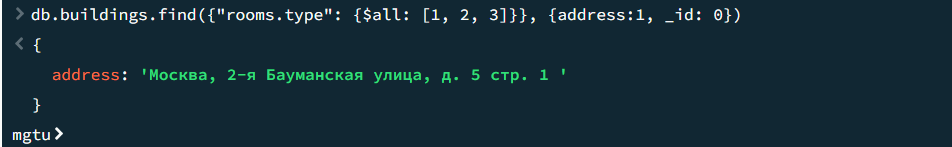 > db.buildings.find({"rooms.type": {$all: [1, 2, 3]}}, {address:1, _id: 0})
< {
address: 'Москва, 2-я Бауманская улица, д. 5 стр. 1 '
}
mgtu>